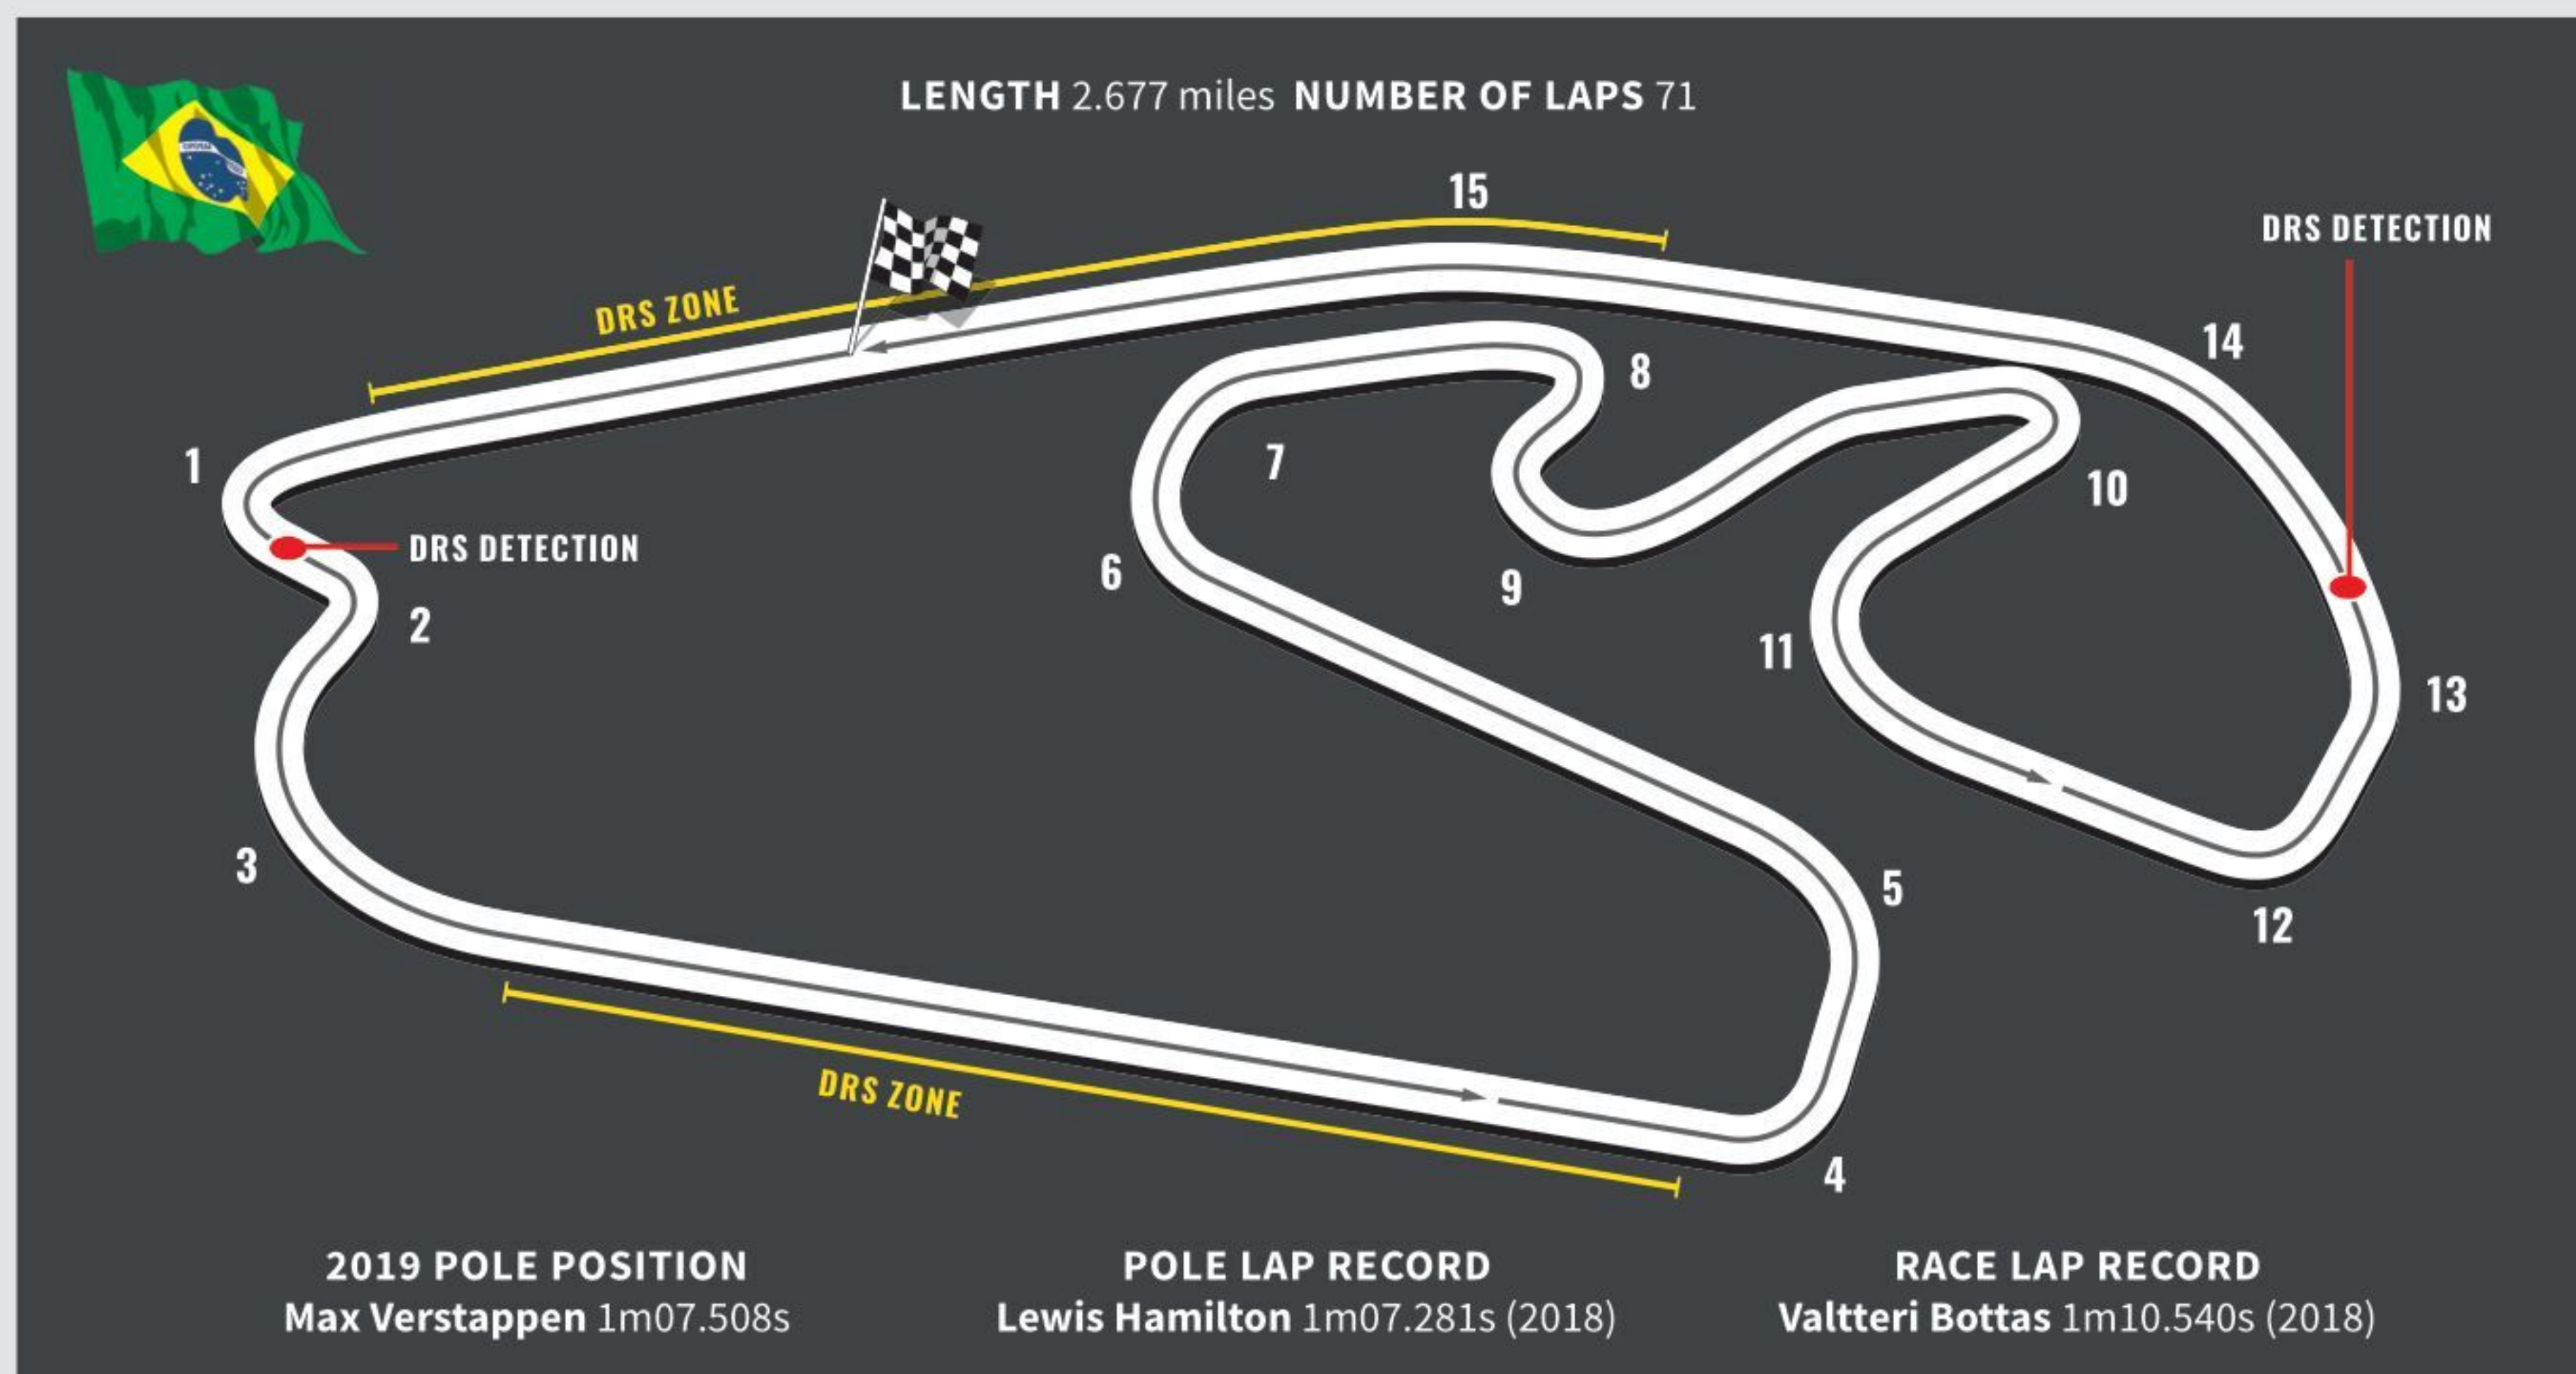 LENGTH 2.677 miles NUMBER OF LAPS 71
15
DRS DETECTION
DRS ZONE
14
8
1
7
10
DRS DETECTION
6
9
2
11
13
3
5
12
DRS ZONE
4
2019 POLE POSITION
Max Verstappen 1m07.508s
POLE LAP RECORD
Lewis Hamilton 1m07.281s (2018)
RACE LAP RECORD
Valtteri Bottas 1m10.540s (2018)